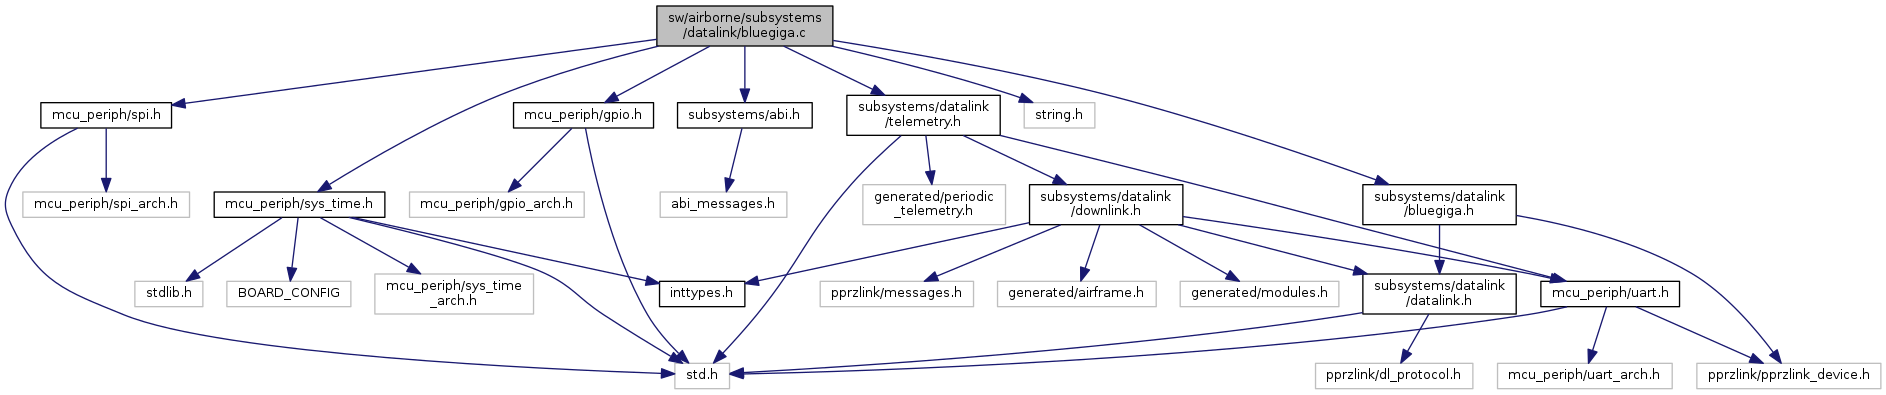 sw/airborne/subsystems
/datalink/bluegiga.c
mcu_periph/spi.h
mcu_periph/gpio.h
subsystems/abi.h
subsystems/datalink
/telemetry.h
string.h
mcu_periph/spi_arch.h
mcu_periph/sys_time.h
mcu_periph/gpio_arch.h
abi_messages.h
generated/periodic
_telemetry.h
subsystems/datalink
/downlink.h
subsystems/datalink
/bluegiga.h
stdlib.h
BOARD_CONFIG
mcu_periph/sys_time
_arch.h
inttypes.h
pprzlink/messages.h
generated/airframe.h
generated/modules.h
subsystems/datalink
/datalink.h
mcu_periph/uart.h
std.h
pprzlink/dl_protocol.h
mcu_periph/uart_arch.h
pprzlink/pprzlink_device.h